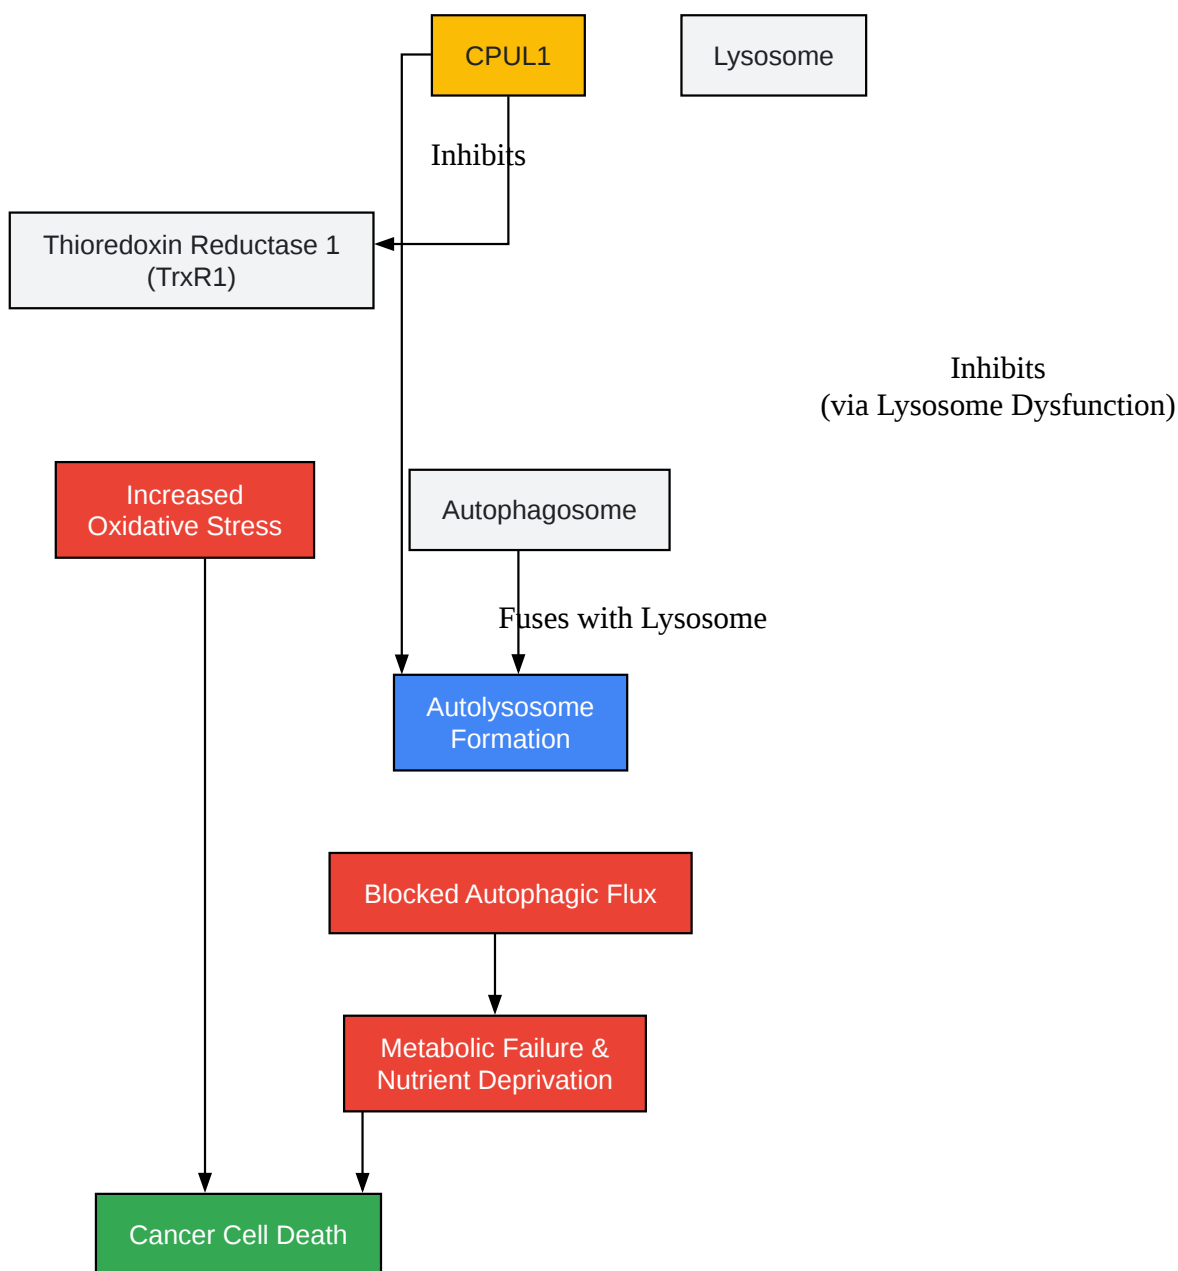 CPUL1
Lysosome
Inhibits
Thioredoxin Reductase 1
(TrxR1)
Inhibits
(via Lysosome Dysfunction)
Increased
Oxidative Stress
Autophagosome
Fuses with Lysosome
Autolysosome
Formation
Blocked Autophagic Flux
Metabolic Failure &
Nutrient Deprivation
Cancer Cell Death